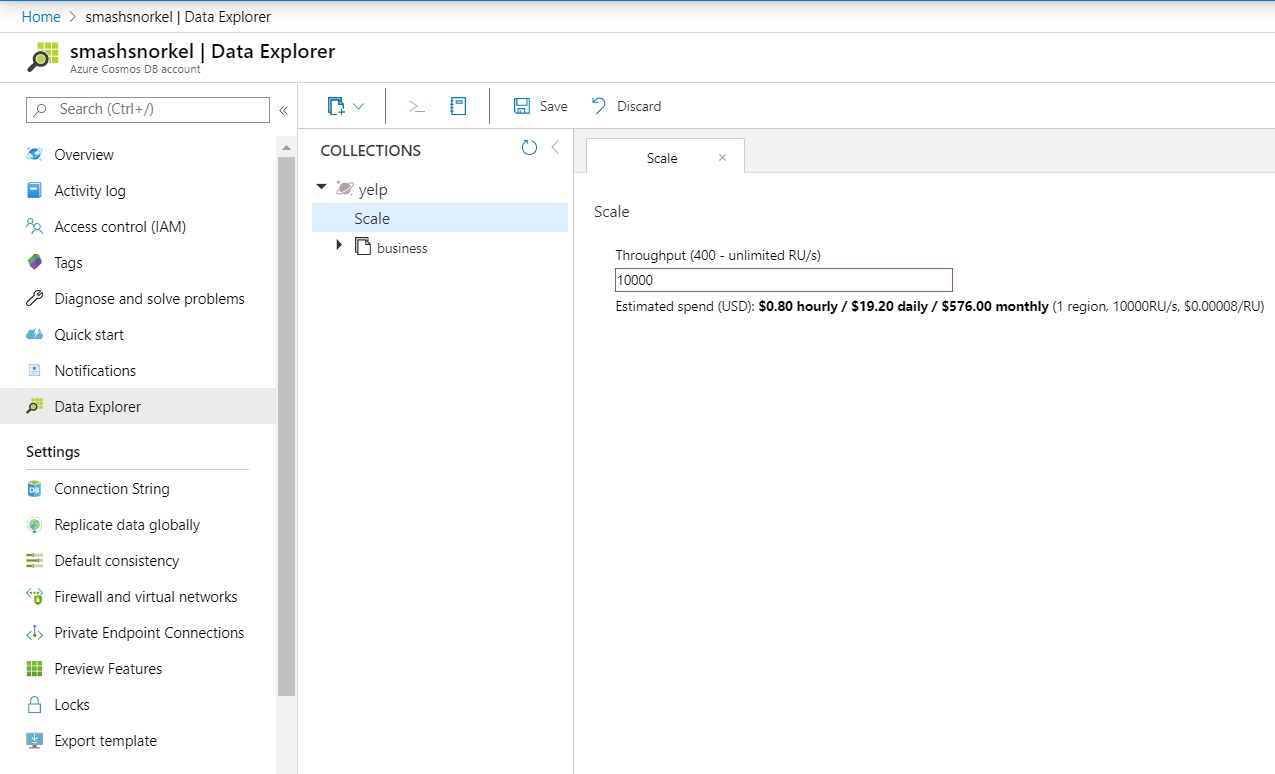 Home > smashsnorkel | Data Explorer
smashsnorkel | Data Explorer
Azure Cosmos DB account
Search (Ctrl+/)
«
Overview
Activity log
Access control (IAM)
Tags
Diagnose and solve problems
Quick start
Notifications
Data Explorer
Settings
Connection String
Replicate data globally
Default consistency
Firewall and virtual networks
Private Endpoint Connections
Preview Features
Locks
Export template
Save
Discard
COLLECTIONS
yelp
Scale
business
Scale
Scale
Throughput (400 - unlimited RU/s)
10000
Estimated spend (USD): $0.80 hourly / $19.20 daily / $576.00 monthly (1 region, 10000RU/s, $0.00008/RU)